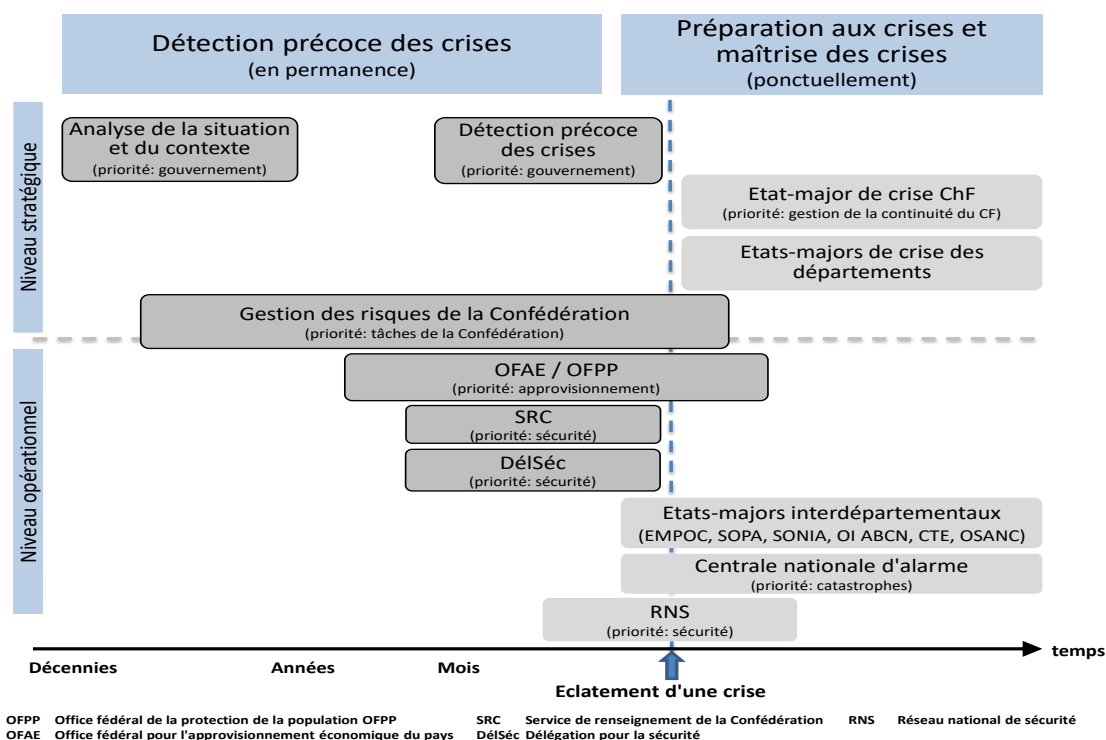 Détection précoce des crises
(en permanence)
Préparation aux crises et
maîtrise des crises
(ponctuellement)
Niveau stratégique
Analyse de la situation
et du contexte
(priorité: gouvernement)
Détection précoce
des crises
(priorité: gouvernement)
Etat-major de crise ChF
(priorité: gestion de la continuité du CF)
Etats-majors de crise des
départements
Gestion des risques de la Confédération
(priorité: tâches de la Confédération)
Niveau opérationnel
OFAE / OFPP
(priorité: approvisionnement)
SRC
(priorité: sécurité)
DélSéc
(priorité: sécurité)
Etats-majors interdépartementaux
(EMPOC, SOPA, SONIA, OI ABCN, CTE, OSANC)
Centrale nationale d'alarme
(priorité: catastrophes)
RNS
(priorité: sécurité)
temps
Décennies Années Mois
Eclatement d'une crise
OFPP Office fédéral de la protection de la population OFPP SRC Service de renseignement de la Confédération RNS Réseau national de sécurité
OFAE Office fédéral pour l'approvisionnement économique du pays DélSéc Délégation pour la sécurité